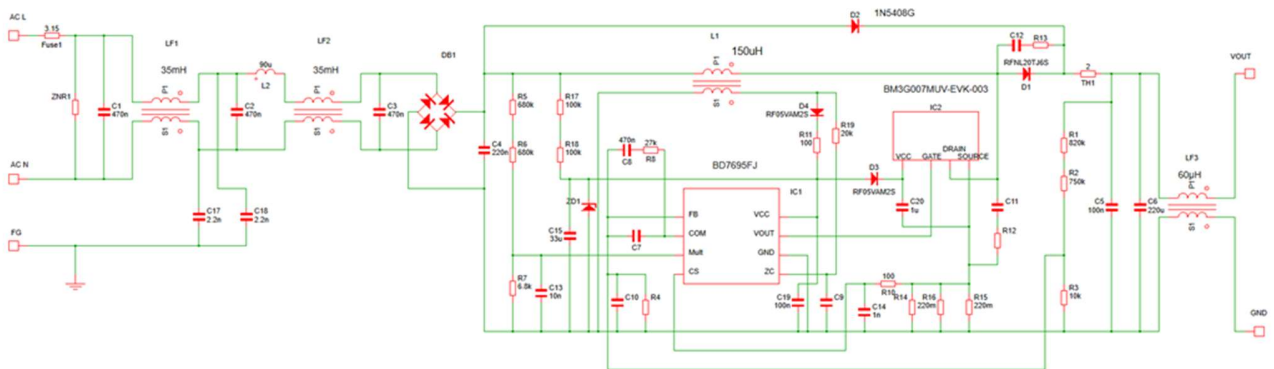 AC L
3.15
Fuse1
ZNR1
C1
470n
LF1
35mH
P1
S1
C2
470n
90u
L2
LF2
35mH
P1
S1
C3
470n
DB1
AC N
C17
2.2n
C18
2.2n
FG
C4
220n
R5
680k
R6
680k
R7
6.8k
C13
10n
R17
100k
R18
100k
C15
33u
ZD1
L1
150uH
P1
S1
D2
1N5408G
C12
R13
RFNL20TJ6S
D1
2
TH1
D4
RF05VAM2S
R11
100
R19
20k
BM3G007MUV-EVK-003
IC2
DRAIN
VCC
GATE
SOURCE
470n
C8
27k
R8
BD7695FJ
IC1
FB
VCC
COM
VOUT
Mult
GND
CS
ZC
C7
C10
R4
D3
RF05VAM2S
C20
1u
C11
R12
C19
100n
C9
100
R10
C14
1n
R14
R16
220m
R15
220m
R1
820k
R2
750k
R3
10k
C5
100n
C6
220u
LF3
60μH
P1
S1
VOUT
GND